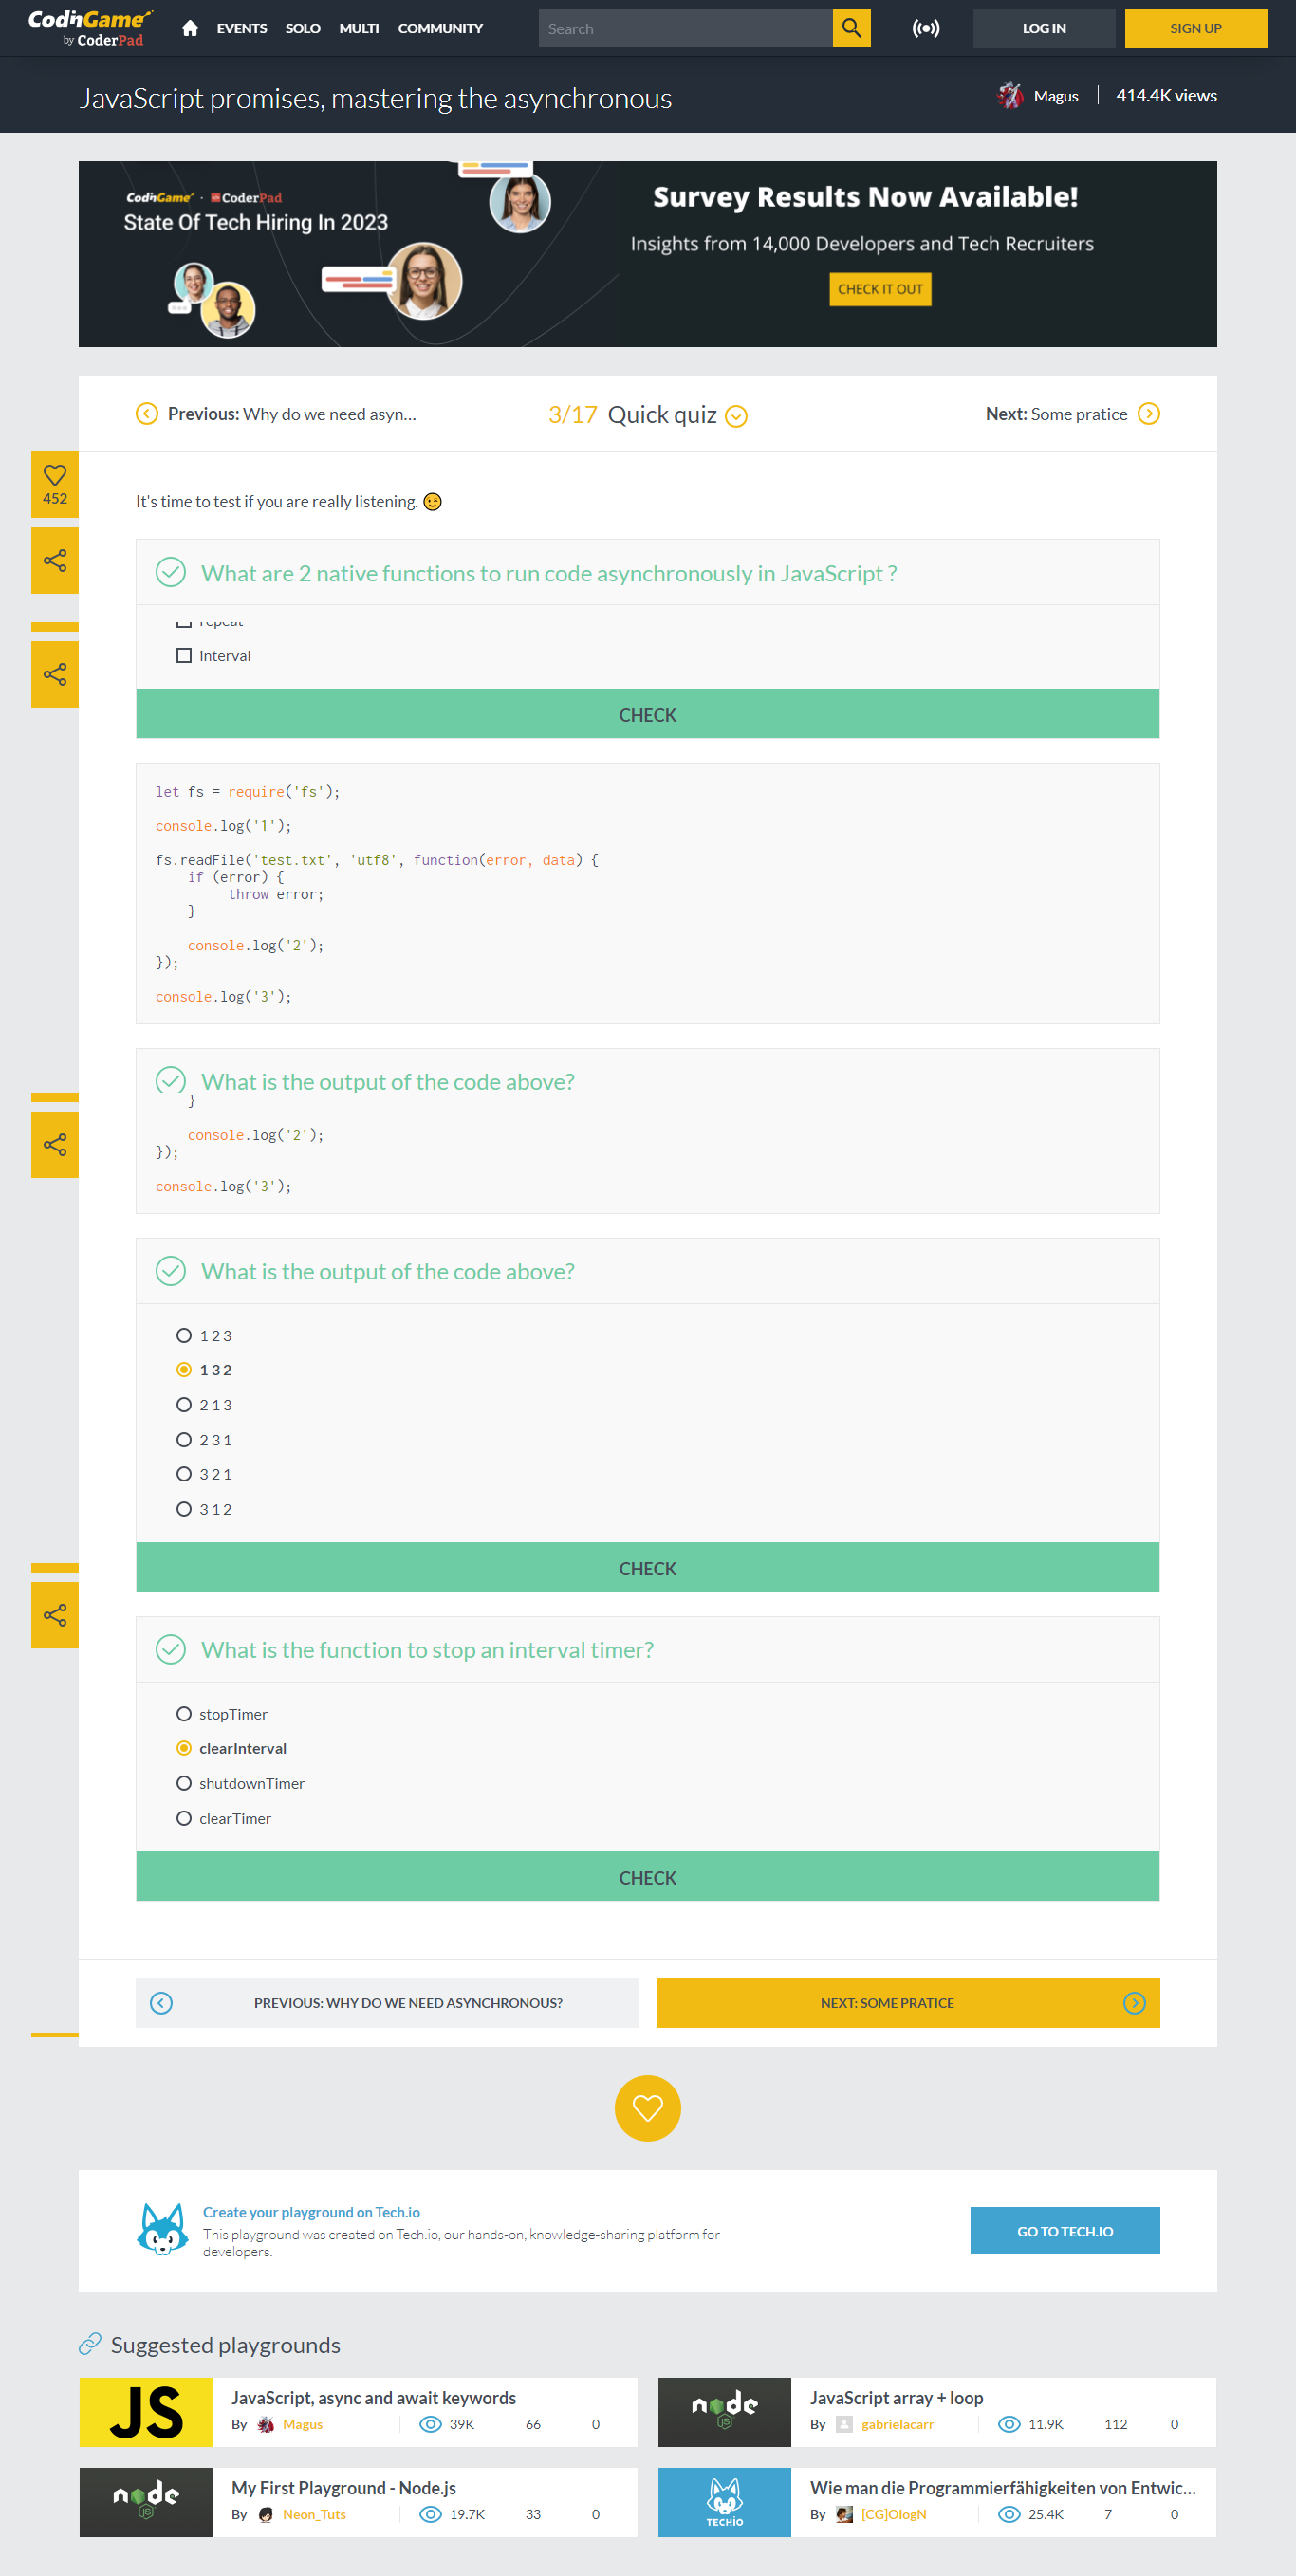 CodinGame
by CoderPad
EVENTS SOLO MULTI COMMUNITY
Search
LOG IN
SIGN UP
JavaScript promises, mastering the asynchronous
Magus
414.4K views
CodinGame · CoderPad
State Of Tech Hiring In 2023
Survey Results Now Available!
Insights from 14,000 Developers and Tech Recruiters
CHECK IT OUT
Previous: Why do we need asyn...
3/17 Quick quiz
Next: Some pratice
452
It's time to test if you are really listening.
What are 2 native functions to run code asynchronously in JavaScript ?
repeat
interval
CHECK
let fs = require('fs');
console.log('1');
fs.readFile('test.txt', 'utf8', function(error, data) {
if (error) {
throw error;
}
console.log('2');
});
console.log('3');
What is the output of the code above?
}
console.log('2');
});
console.log('3');
What is the output of the code above?
1 2 3
1 3 2
2 1 3
2 3 1
3 2 1
3 1 2
CHECK
What is the function to stop an interval timer?
stopTimer
clearInterval
shutdownTimer
clearTimer
CHECK
PREVIOUS: WHY DO WE NEED ASYNCHRONOUS?
NEXT: SOME PRATICE
Create your playground on Tech.io
This playground was created on Tech.io, our hands-on, knowledge-sharing platform for
developers.
GO TO TECH.IO
Suggested playgrounds
JS
JavaScript, async and await keywords
By Magus 39K 66 0
node
JS
JavaScript array + loop
By gabrielacarr 11.9K 112 0
node
JS
My First Playground - Node.js
By Neon_Tuts 19.7K 33 0
TECH.IO
Wie man die Programmierfähigkeiten von Entwic...
By [CG]OlogN 25.4K 7 0